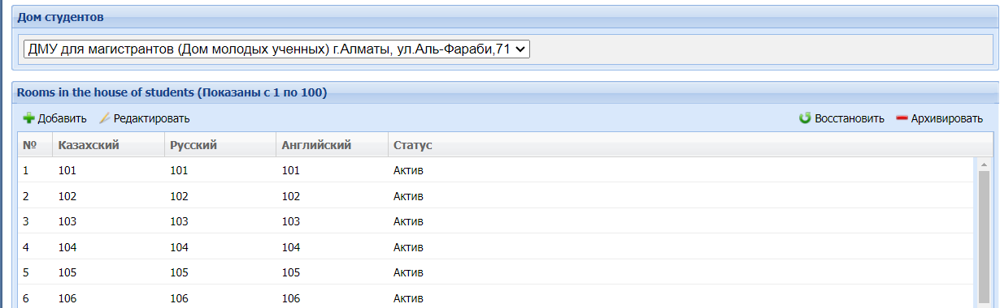 Дом студентов
ДМУ для магистрантов (Дом молодых ученных) г.Алматы, ул.Аль-Фараби,71
Rooms in the house of students (Показаны с 1 по 100)
Добавить Редактировать Восстановить Архивировать
№ Казахский Русский Английский Статус
1 101 101 101 Актив
2 102 102 102 Актив
3 103 103 103 Актив
4 104 104 104 Актив
5 105 105 105 Актив
6 106 106 106 Актив